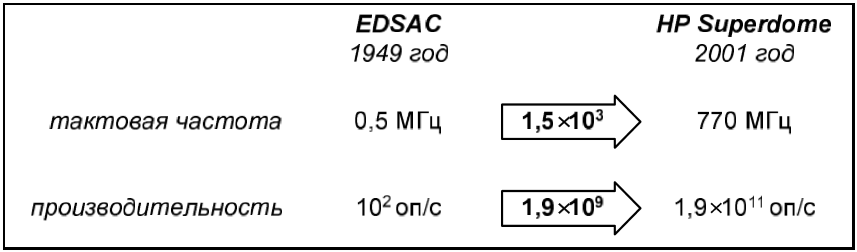 EDSAC HP Superdome
1949 год 2001 год
тактовая частота 0,5 МГц 1,5×10³ 770 МГц
производительность 10² оп/с 1,9×10⁹ 1,9×10¹¹ оп/с